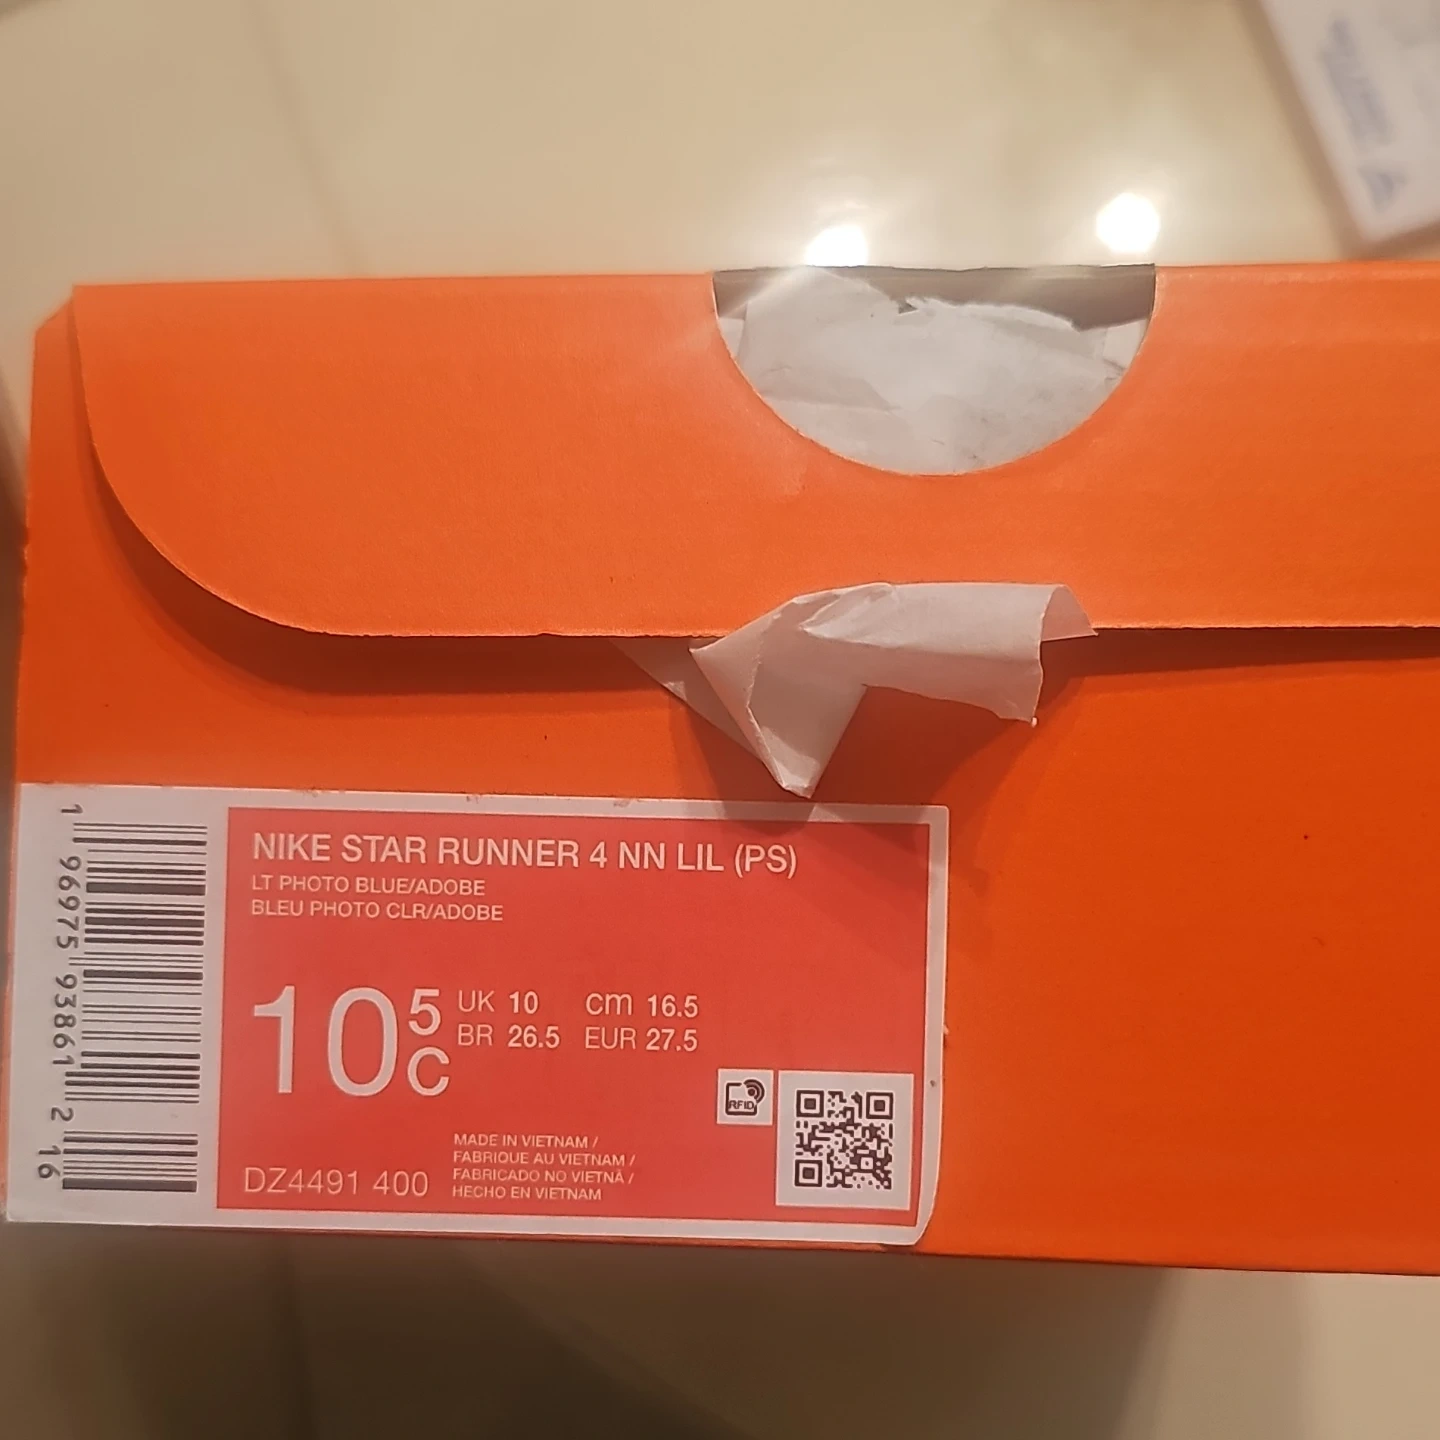 NIKE STAR RUNNER 4 NN LIL (PS)
LT PHOTO BLUE/ADOBE
BLEU PHOTO CLR/ADOBE
10 5C
UK 10 cm 16.5
BR 26.5 EUR 27.5
RFID
MADE IN VIETNAM /
FABRIQUE AU VIETNAM /
FABRICADO NO VIETNÃ /
HECHO EN VIETNAM
DZ4491 400
1 96975 93861 2 16